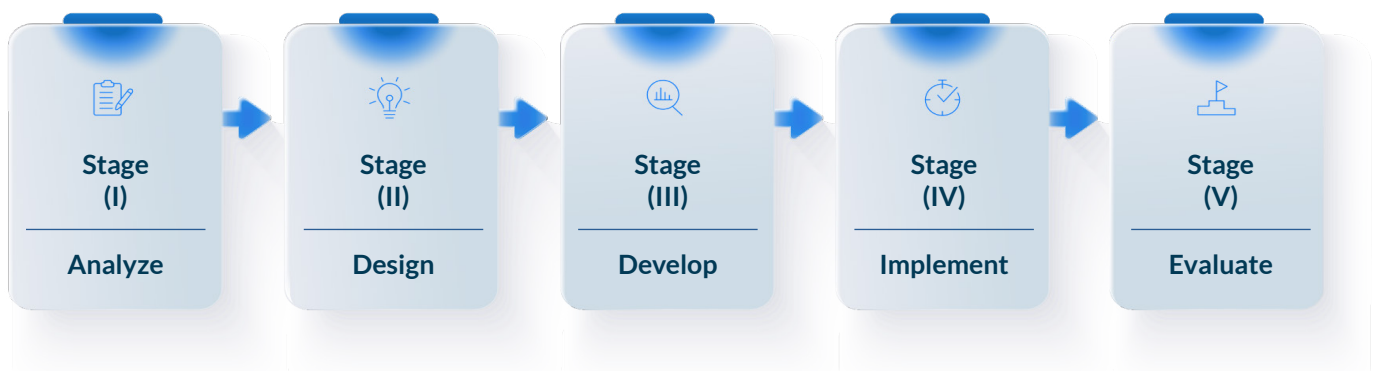 Stage
(I)
Analyze
Stage
(II)
Design
Stage
(III)
Develop
Stage
(IV)
Implement
Stage
(V)
Evaluate